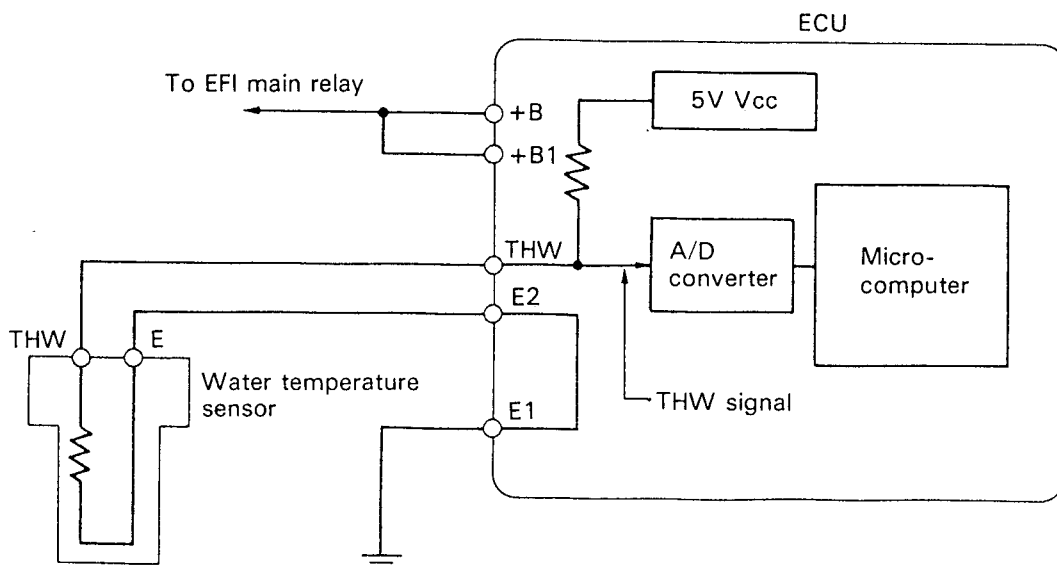 ECU
To EFI main relay
+B
5V Vcc
+B1
THW
A/D
converter
Micro-
computer
E2
THW
E
Water temperature
sensor
THW signal
E1